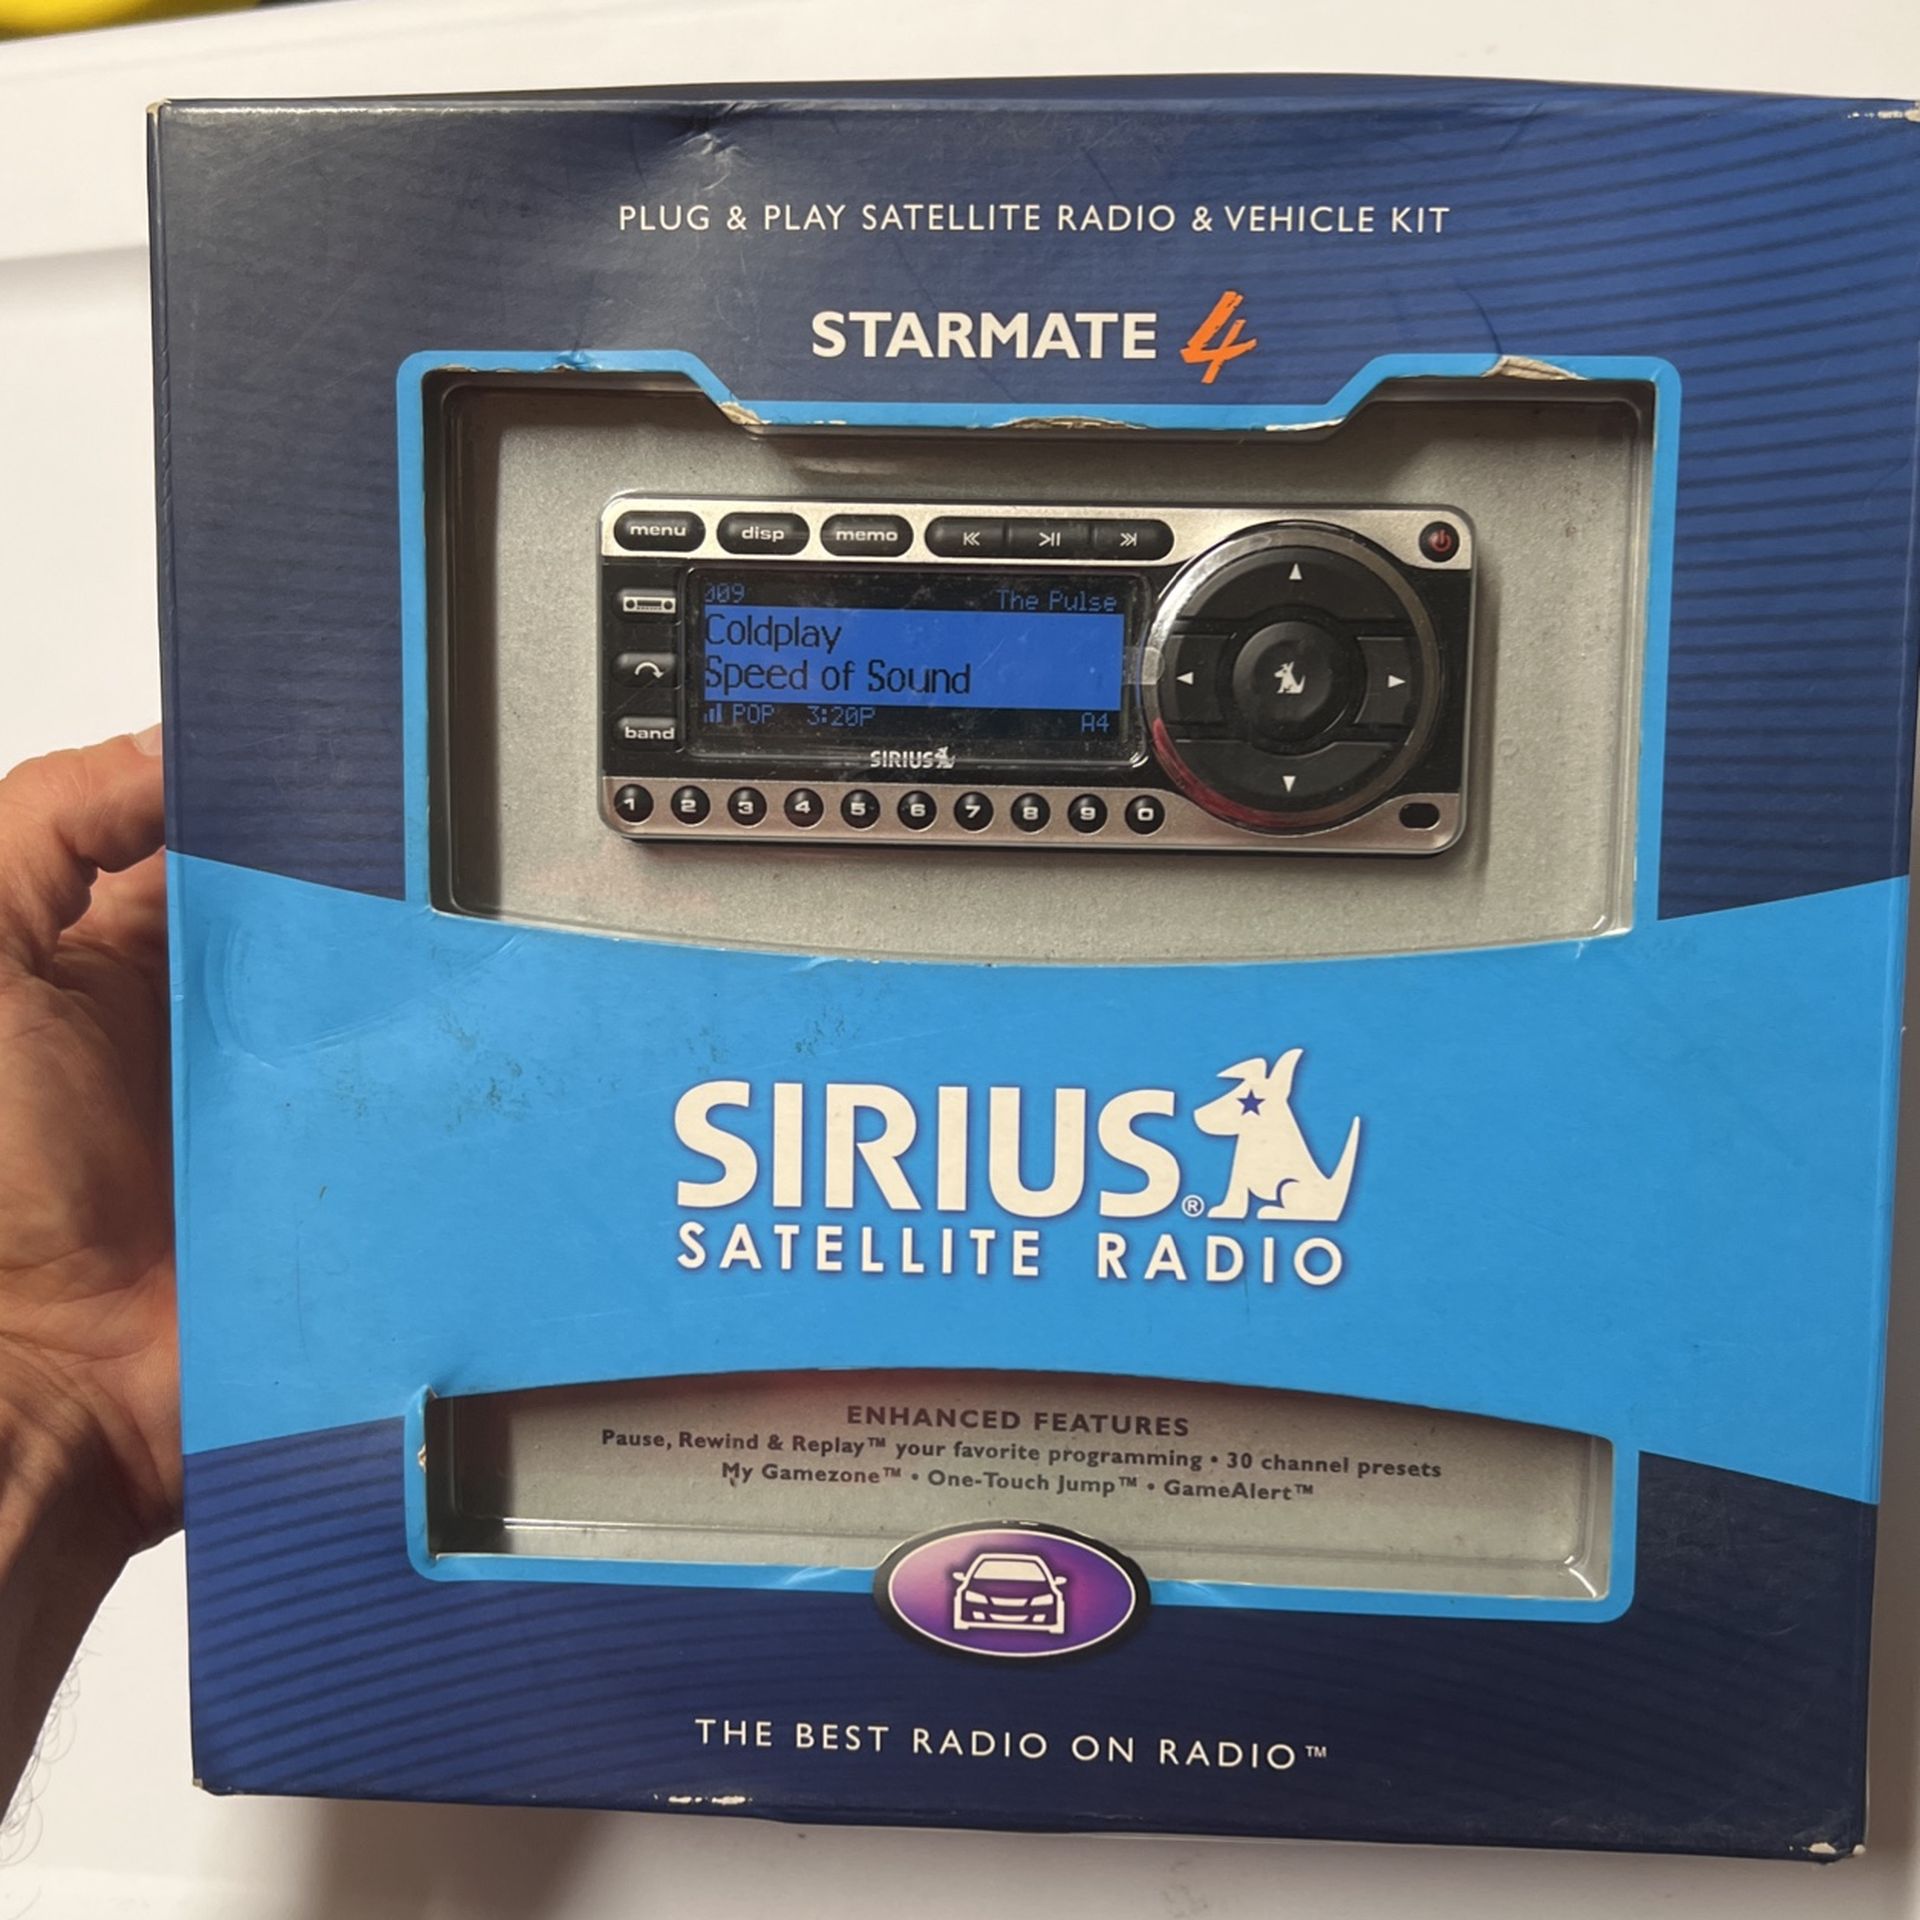 PLUG & PLAY SATELLITE RADIO & VEHICLE KIT
STARMATE 4
menu disp memo
009 The Pulse
Coldplay
Speed of Sound
POP 3:20P A4
band
SIRIUS
1 2 3 4 5 6 7 8 9 0
SIRIUS®
SATELLITE RADIO
ENHANCED FEATURES
Pause, Rewind & Replay™ your favorite programming • 30 channel presets
My Gamezone™ • One-Touch Jump™ • GameAlert™
THE BEST RADIO ON RADIO™